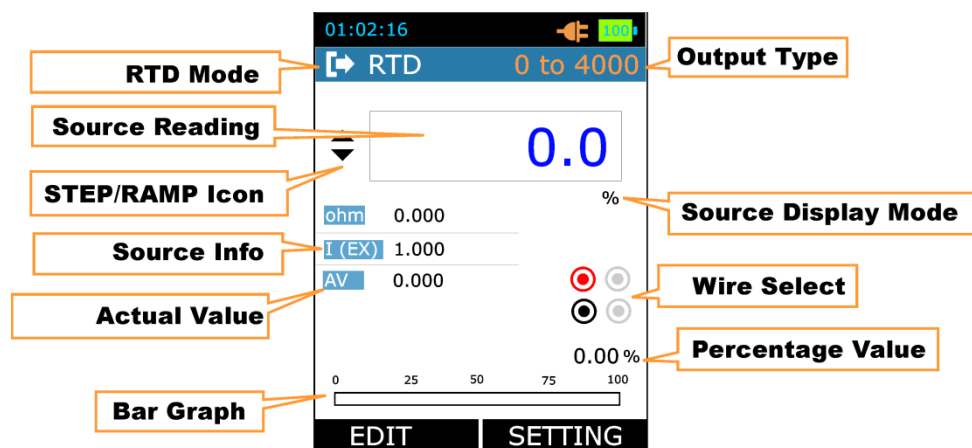 01:02:16
100
RTD 0 to 4000
RTD Mode
Output Type
Source Reading
0.0
STEP/RAMP Icon
%
Source Display Mode
ohm 0.000
Source Info
I (EX) 1.000
AV 0.000
Wire Select
Actual Value
0.00 %
Percentage Value
0 25 50 75 100
Bar Graph
EDIT SETTING